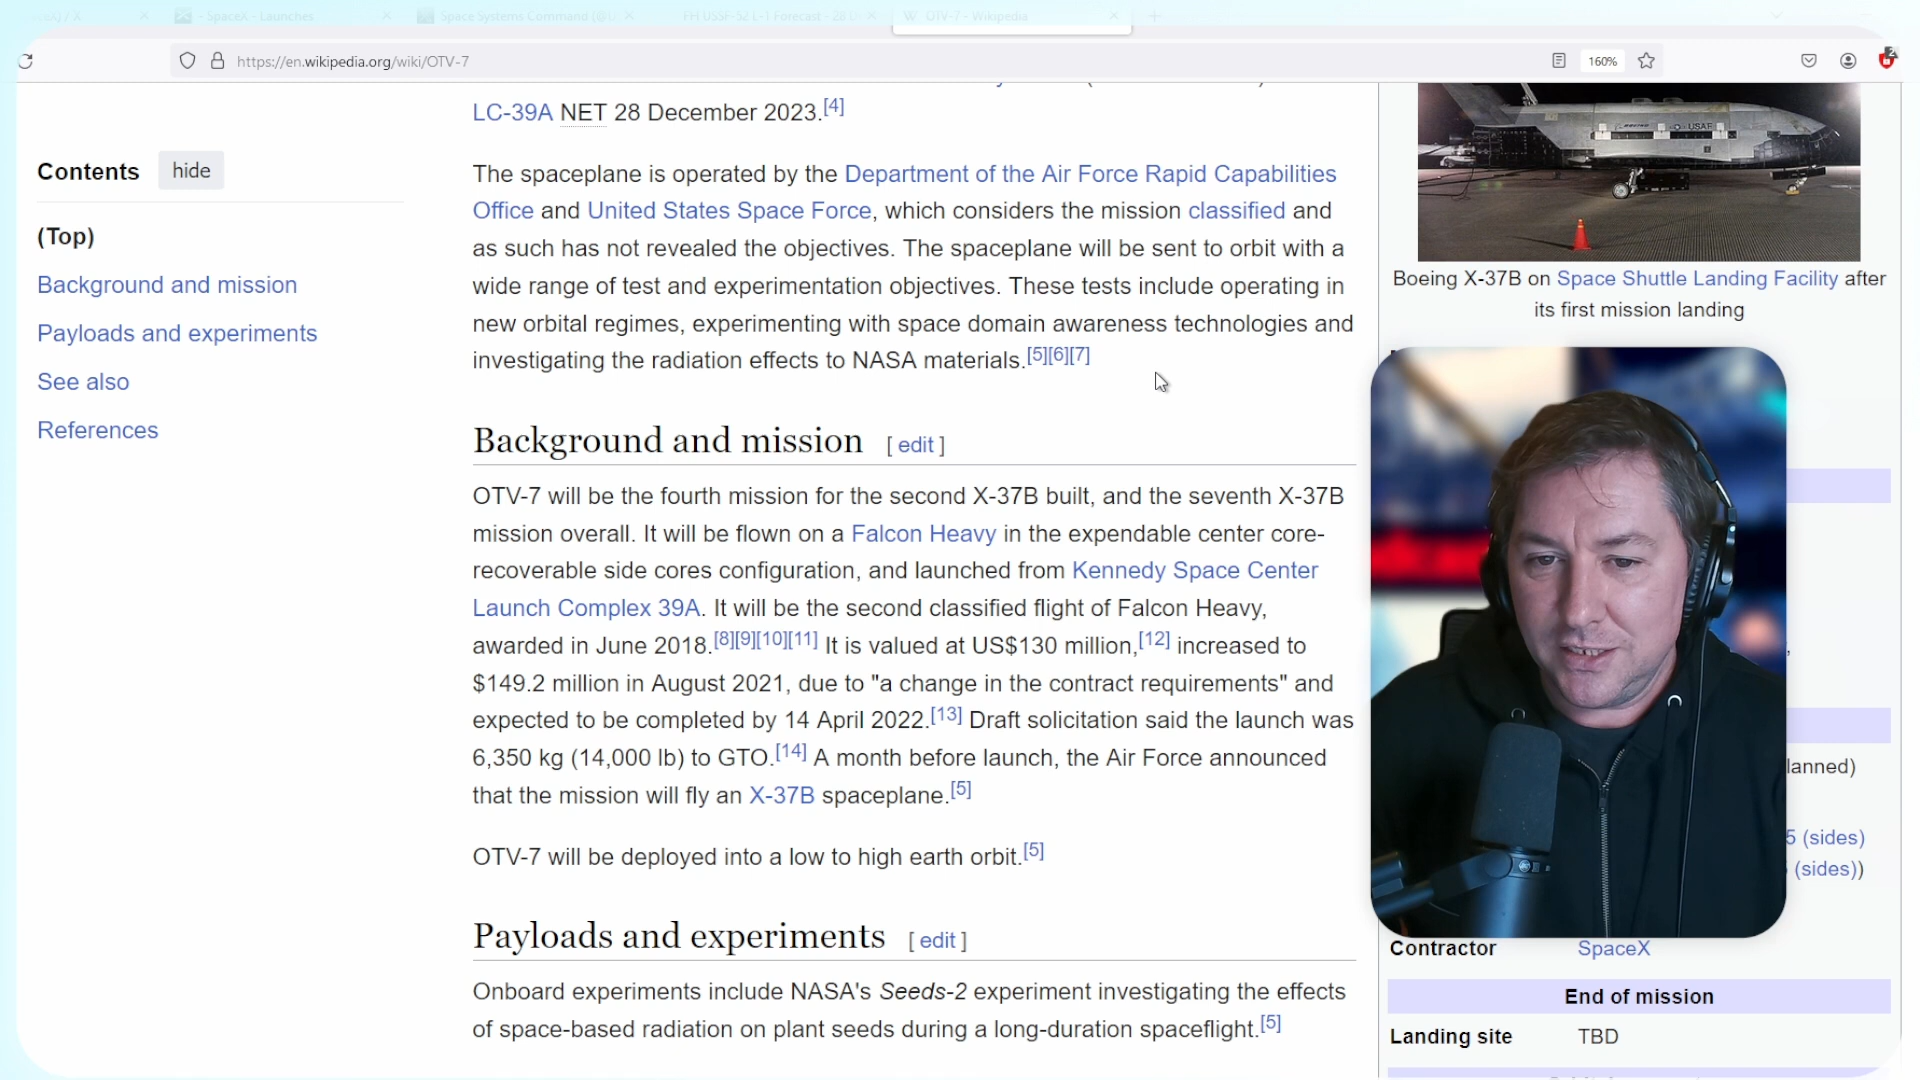 X / X
- SpaceX - Launches
Space Systems Command (@U
FH USSF-52 L-1 Forecast - 28 D
W OTV-7 - Wikipedia
https://en.wikipedia.org/wiki/OTV-7
160%
2
LC-39A NET 28 December 2023.[4]
Contents hide
(Top)
Background and mission
Payloads and experiments
See also
References
The spaceplane is operated by the Department of the Air Force Rapid Capabilities
Office and United States Space Force, which considers the mission classified and
as such has not revealed the objectives. The spaceplane will be sent to orbit with a
wide range of test and experimentation objectives. These tests include operating in
new orbital regimes, experimenting with space domain awareness technologies and
investigating the radiation effects to NASA materials.[5][6][7]
Background and mission [ edit ]
OTV-7 will be the fourth mission for the second X-37B built, and the seventh X-37B
mission overall. It will be flown on a Falcon Heavy in the expendable center core-
recoverable side cores configuration, and launched from Kennedy Space Center
Launch Complex 39A. It will be the second classified flight of Falcon Heavy,
awarded in June 2018.[8][9][10][11] It is valued at US$130 million,[12] increased to
$149.2 million in August 2021, due to "a change in the contract requirements" and
expected to be completed by 14 April 2022.[13] Draft solicitation said the launch was
6,350 kg (14,000 lb) to GTO.[14] A month before launch, the Air Force announced
that the mission will fly an X-37B spaceplane.[5]
OTV-7 will be deployed into a low to high earth orbit.[5]
Payloads and experiments [ edit ]
Onboard experiments include NASA's Seeds-2 experiment investigating the effects
of space-based radiation on plant seeds during a long-duration spaceflight.[5]
USAF
Boeing X-37B on Space Shuttle Landing Facility after
its first mission landing
lanned)
5 (sides)
(sides))
Contractor SpaceX
End of mission
Landing site TBD